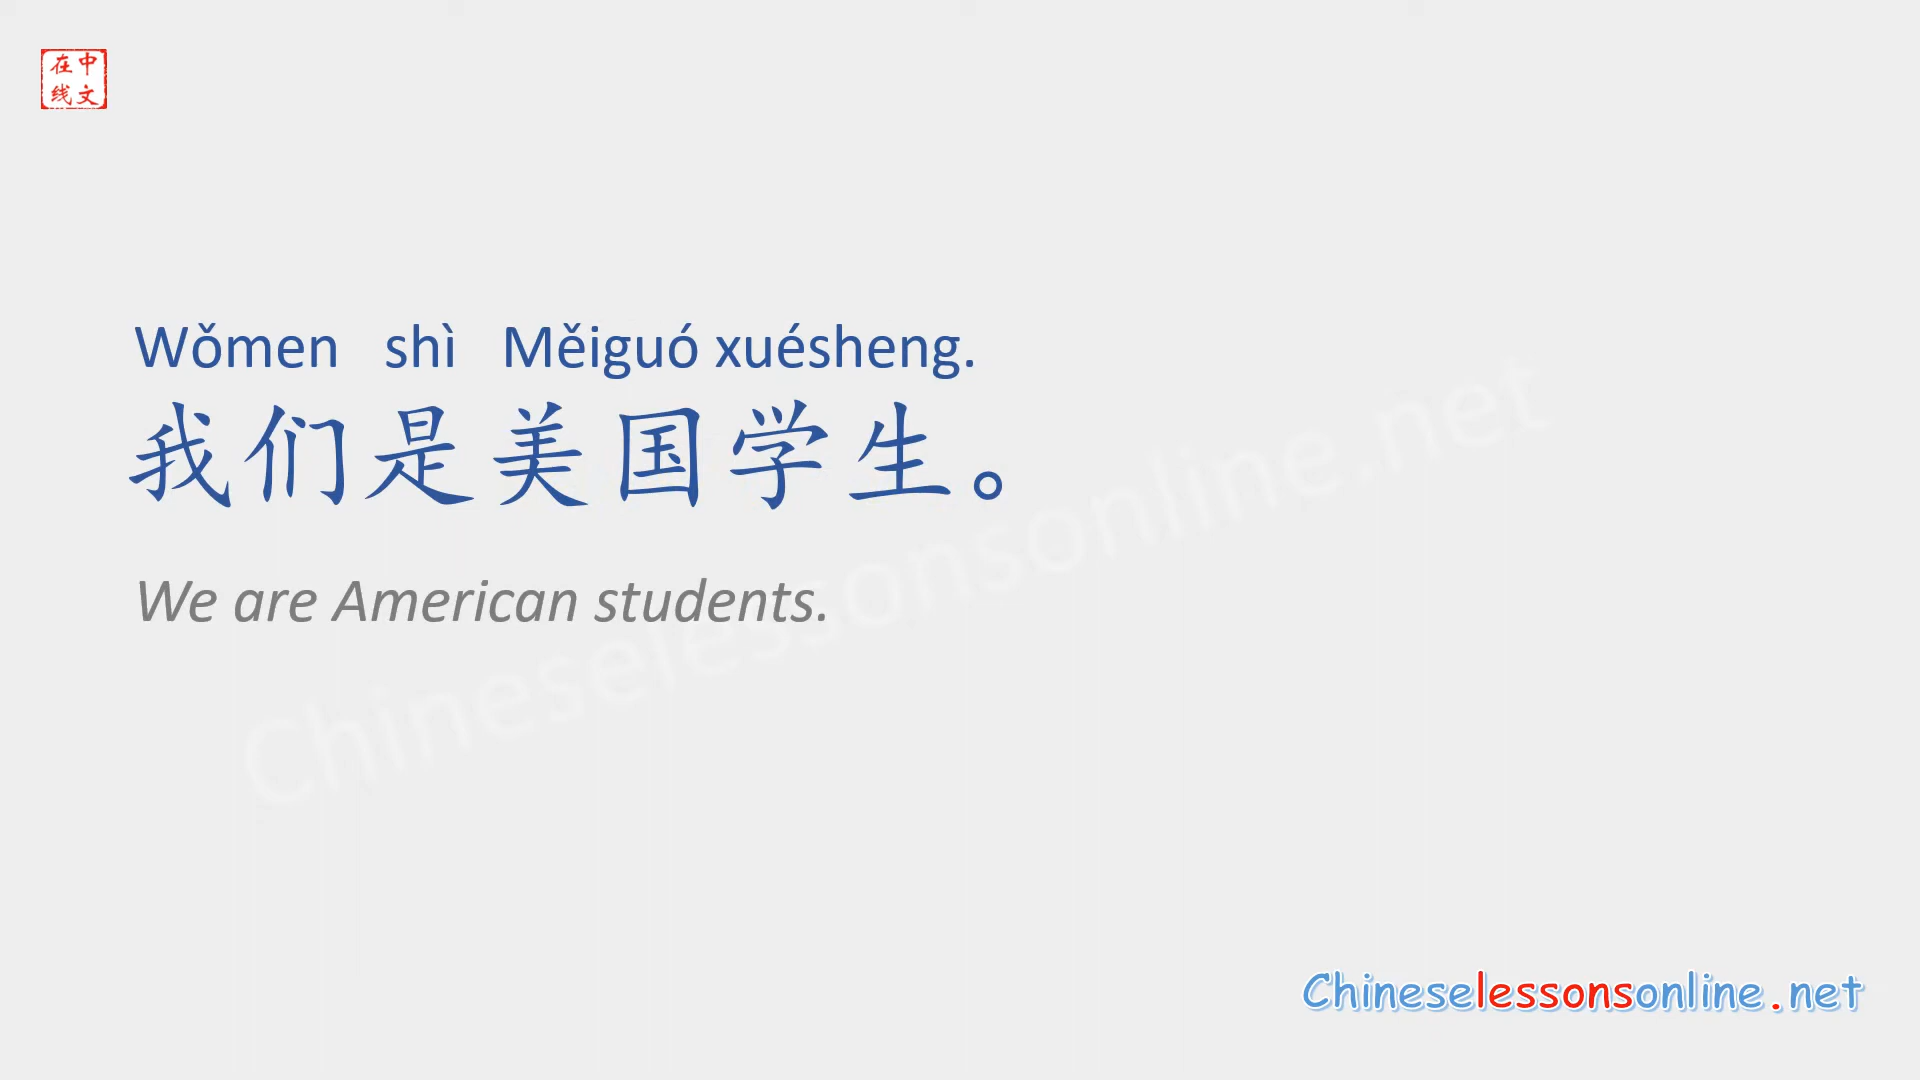 中文
在线
Wǒmen shì Měiguó xuésheng.
我们是美国学生。
We are American students.
Chineselessonsonline.net
Chineselessonsonline.net